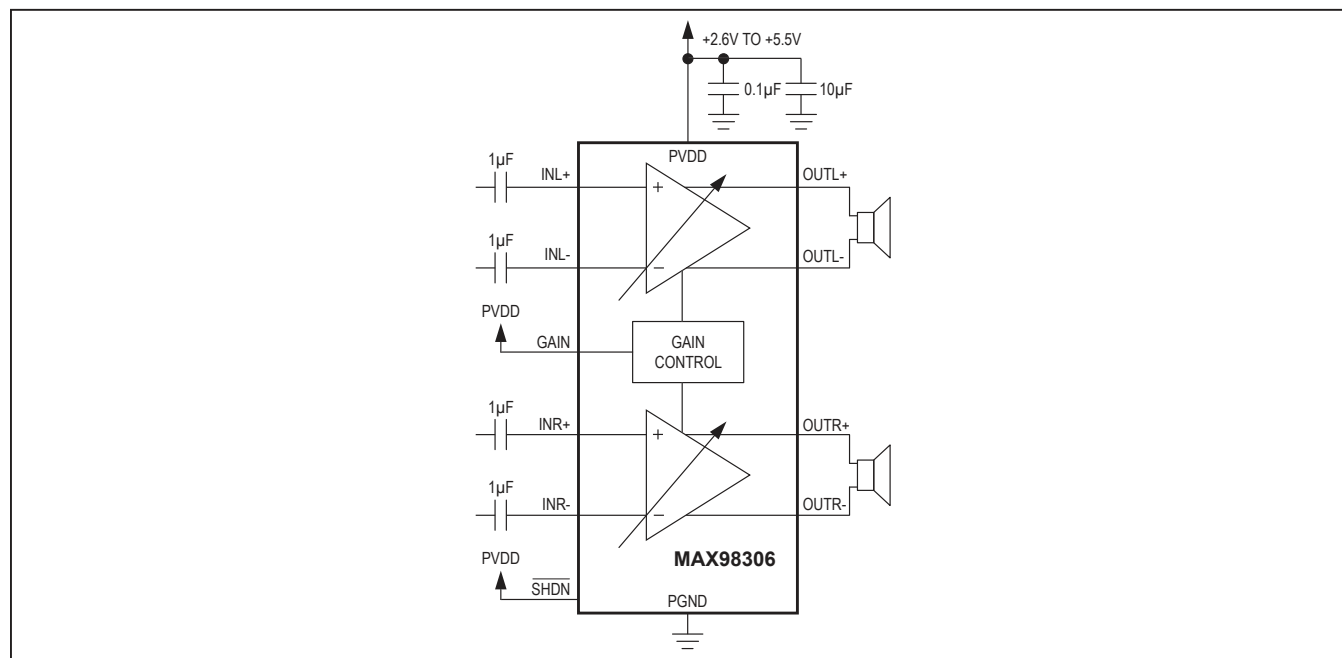 +2.6V TO +5.5V
0.1µF
10µF
PVDD
1µF
INL+
+
OUTL+
1µF
INL-
−
OUTL-
PVDD
GAIN
GAIN
CONTROL
1µF
INR+
+
OUTR+
1µF
INR-
−
OUTR-
PVDD
MAX98306
SHDN
PGND